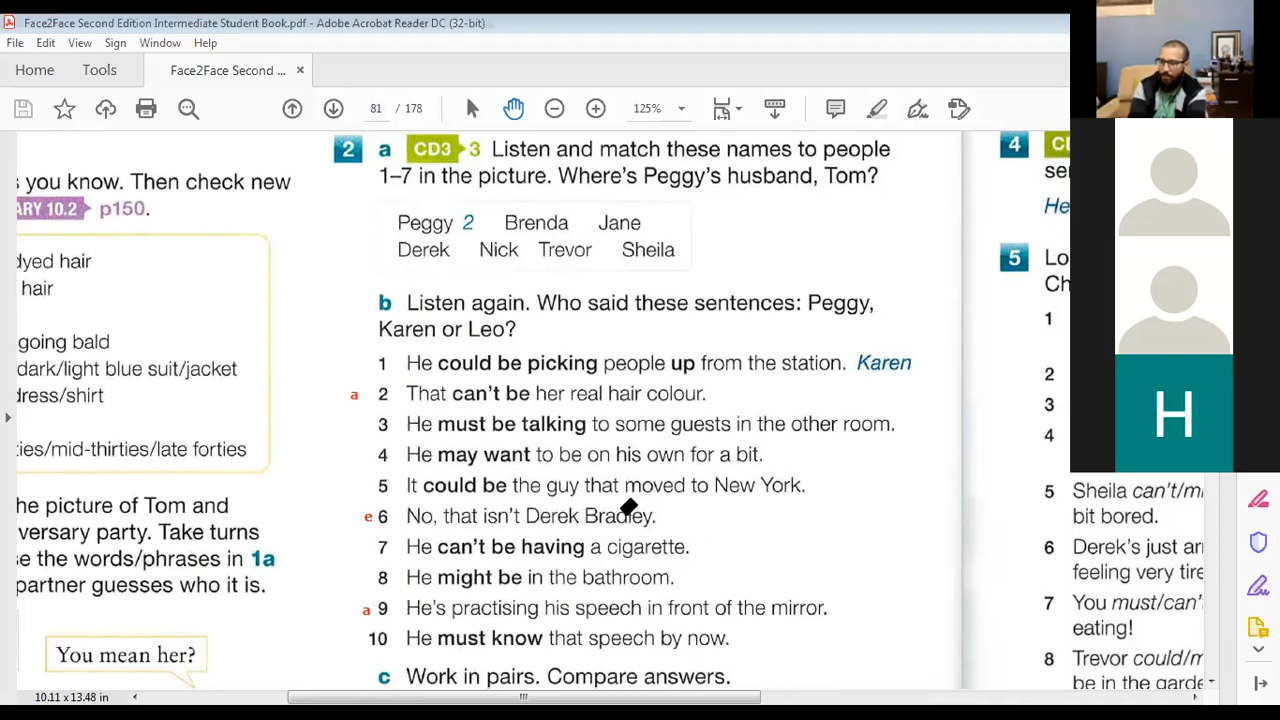 Face2Face Second Edition Intermediate Student Book.pdf - Adobe Acrobat Reader DC (32-bit)
File Edit View Sign Window Help
Home Tools Face2Face Second ... ×
81 / 178 125%
s you know. Then check new
ARY 10.2 p150.
dyed hair
hair
going bald
dark/light blue suit/jacket
dress/shirt
ties/mid-thirties/late forties
he picture of Tom and
versary party. Take turns
se the words/phrases in 1a
partner guesses who it is.
You mean her?
2 a CD3 3 Listen and match these names to people
1–7 in the picture. Where's Peggy's husband, Tom?
Peggy 2 Brenda Jane
Derek Nick Trevor Sheila
b Listen again. Who said these sentences: Peggy,
Karen or Leo?
1 He could be picking people up from the station. Karen
a 2 That can't be her real hair colour.
3 He must be talking to some guests in the other room.
4 He may want to be on his own for a bit.
5 It could be the guy that moved to New York.
e 6 No, that isn't Derek Bradley.
7 He can't be having a cigarette.
8 He might be in the bathroom.
a 9 He's practising his speech in front of the mirror.
10 He must know that speech by now.
c Work in pairs. Compare answers.
4 CD
se
He
5 Lo
Ch
1
2
3
4
5 Sheila can't/m
bit bored.
6 Derek's just ar
feeling very tire
7 You must/can'
eating!
8 Trevor could/m
be in the garde
H
10.11 x 13.48 in